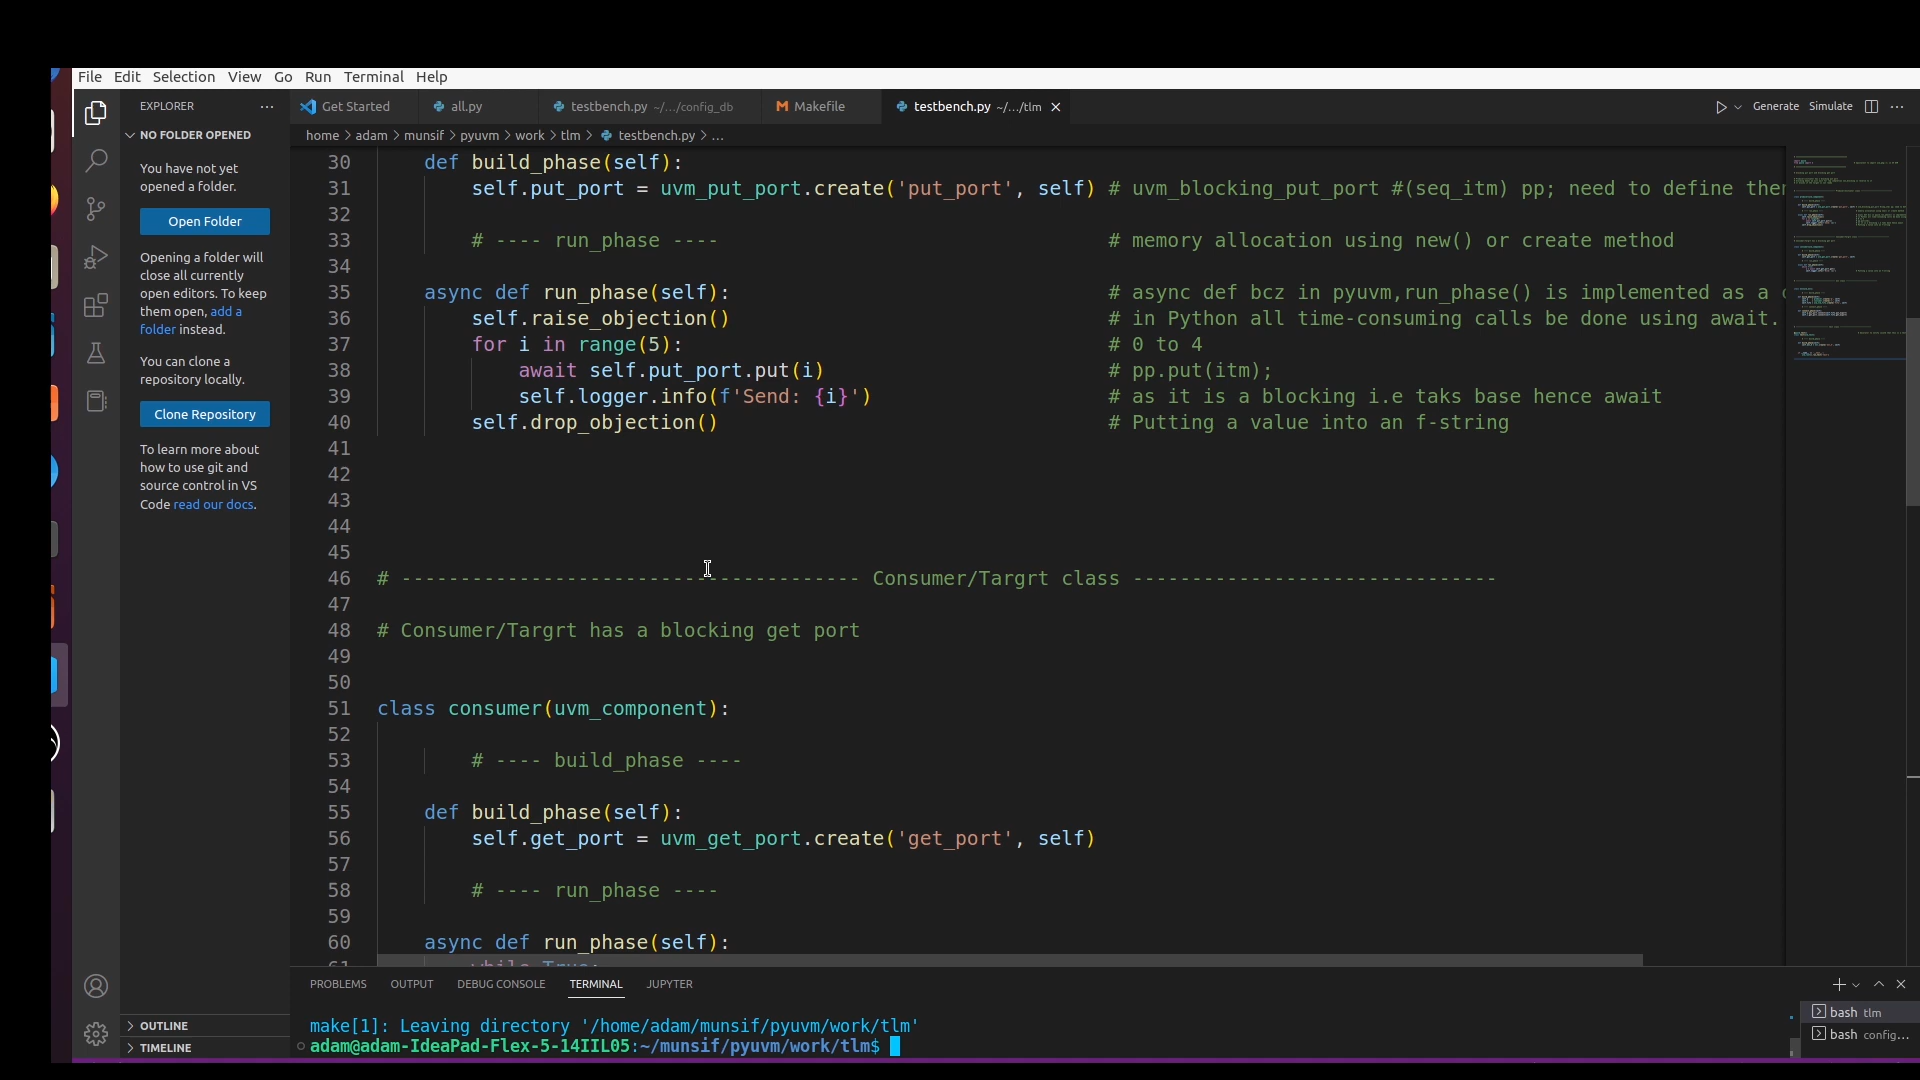 File Edit Selection View Go Run Terminal Help
EXPLORER ...
Get Started
all.py
testbench.py ~/.../config_db
Makefile
testbench.py ~/.../tlm
Generate Simulate ...
NO FOLDER OPENED
home > adam > munsif > pyuvm > work > tlm > testbench.py > ...
You have not yet
opened a folder.
Open Folder
Opening a folder will
close all currently
open editors. To keep
them open, add a
folder instead.
You can clone a
repository locally.
Clone Repository
To learn more about
how to use git and
source control in VS
Code read our docs.
OUTLINE
TIMELINE
30 def build_phase(self):
31 self.put_port = uvm_put_port.create('put_port', self) # uvm_blocking_put_port #(seq_itm) pp; need to define
32
33 # ---- run_phase ---- # memory allocation using new() or create method
34
35 async def run_phase(self): # async def bcz in pyuvm,run_phase() is implemented as a
36 self.raise_objection() # in Python all time-consuming calls be done using await.
37 for i in range(5): # 0 to 4
38 await self.put_port.put(i) # pp.put(itm);
39 self.logger.info(f'Send: {i}') # as it is a blocking i.e taks base hence await
40 self.drop_objection() # Putting a value into an f-string
41
42
43
44
45
46 # --------------------------------------- Consumer/Targrt class -------------------------------
47
48 # Consumer/Targrt has a blocking get port
49
50
51 class consumer(uvm_component):
52
53 # ---- build_phase ----
54
55 def build_phase(self):
56 self.get_port = uvm_get_port.create('get_port', self)
57
58 # ---- run_phase ----
59
60 async def run_phase(self):
61 while True:
PROBLEMS OUTPUT DEBUG CONSOLE TERMINAL JUPYTER
make[1]: Leaving directory '/home/adam/munsif/pyuvm/work/tlm'
adam@adam-IdeaPad-Flex-5-14IIL05:~/munsif/pyuvm/work/tlm$
bash tlm
bash config...